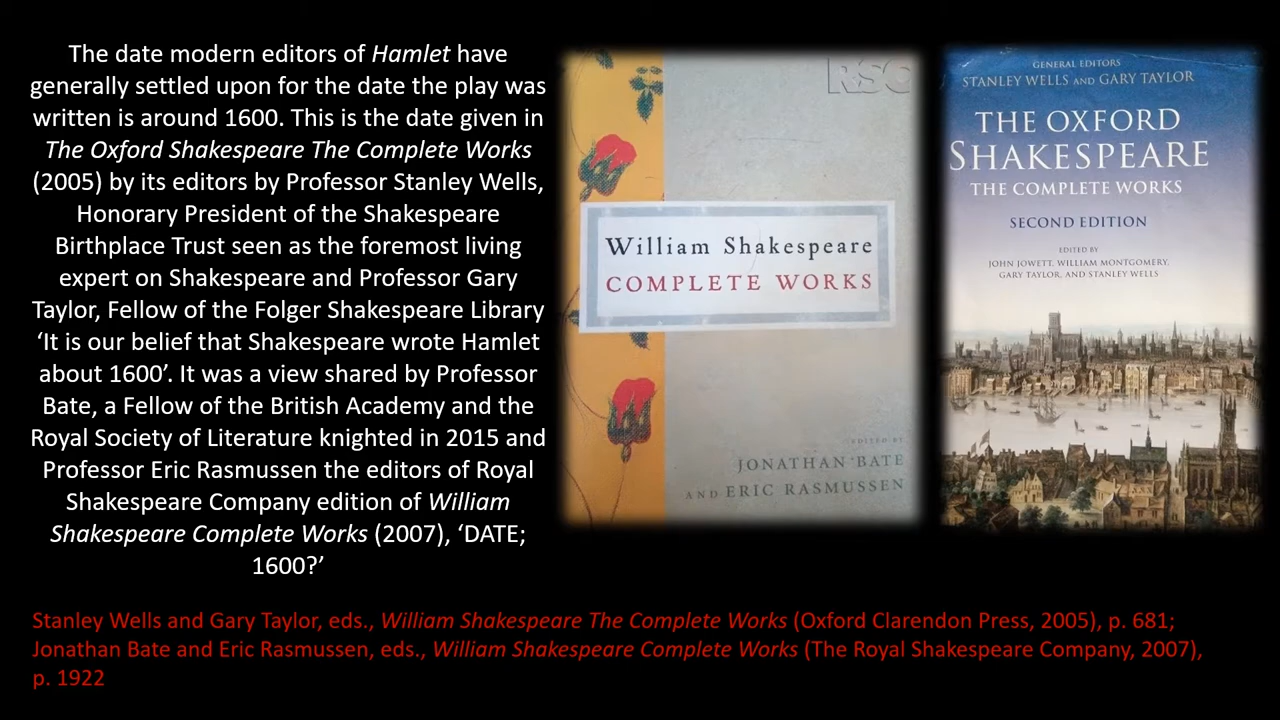 The date modern editors of Hamlet have
generally settled upon for the date the play was
written is around 1600. This is the date given in
The Oxford Shakespeare The Complete Works
(2005) by its editors by Professor Stanley Wells,
Honorary President of the Shakespeare
Birthplace Trust seen as the foremost living
expert on Shakespeare and Professor Gary
Taylor, Fellow of the Folger Shakespeare Library
‘It is our belief that Shakespeare wrote Hamlet
about 1600’. It was a view shared by Professor
Bate, a Fellow of the British Academy and the
Royal Society of Literature knighted in 2015 and
Professor Eric Rasmussen the editors of Royal
Shakespeare Company edition of William
Shakespeare Complete Works (2007), ‘DATE;
1600?’
RSC
William Shakespeare
COMPLETE WORKS
EDITED BY
JONATHAN BATE
AND ERIC RASMUSSEN
GENERAL EDITORS
STANLEY WELLS AND GARY TAYLOR
THE OXFORD
SHAKESPEARE
THE COMPLETE WORKS
SECOND EDITION
EDITED BY
JOHN JOWETT, WILLIAM MONTGOMERY,
GARY TAYLOR, AND STANLEY WELLS
Stanley Wells and Gary Taylor, eds., William Shakespeare The Complete Works (Oxford Clarendon Press, 2005), p. 681;
Jonathan Bate and Eric Rasmussen, eds., William Shakespeare Complete Works (The Royal Shakespeare Company, 2007),
p. 1922